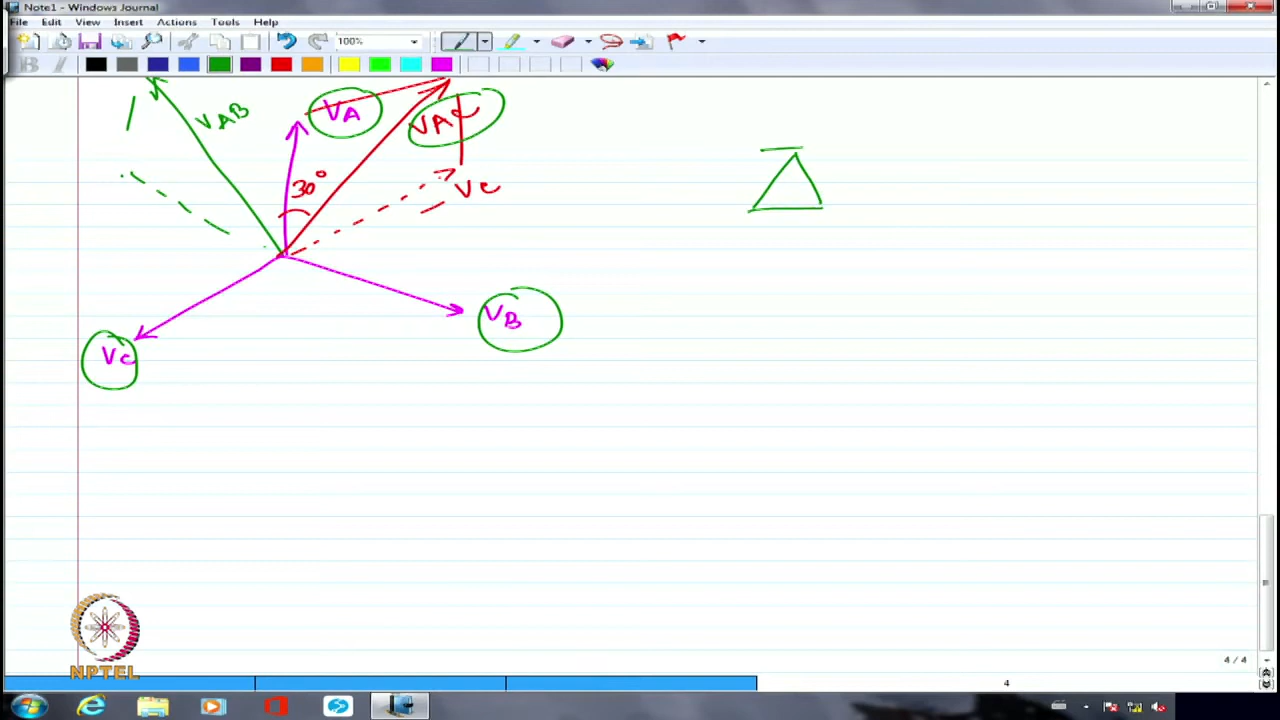 Note1 - Windows Journal
File Edit View Insert Actions Tools Help
100%
B I
VAB
VA
VAC
30°
VC
VB
VC
4 / 4
NPTEL
4